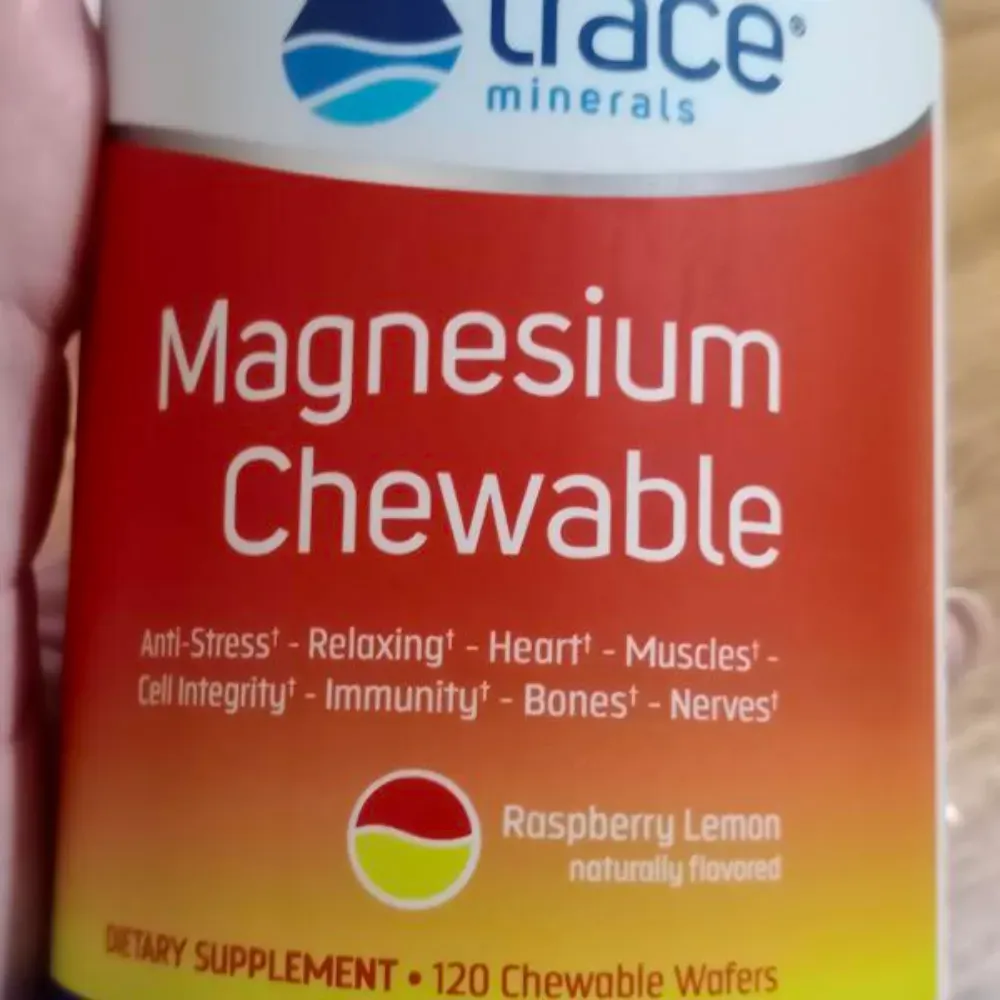 trace®
minerals
Magnesium
Chewable
Anti-Stress† - Relaxing† - Heart† - Muscles† -
Cell Integrity† - Immunity† - Bones† - Nerves†
Raspberry Lemon
naturally flavored
DIETARY SUPPLEMENT • 120 Chewable Wafers